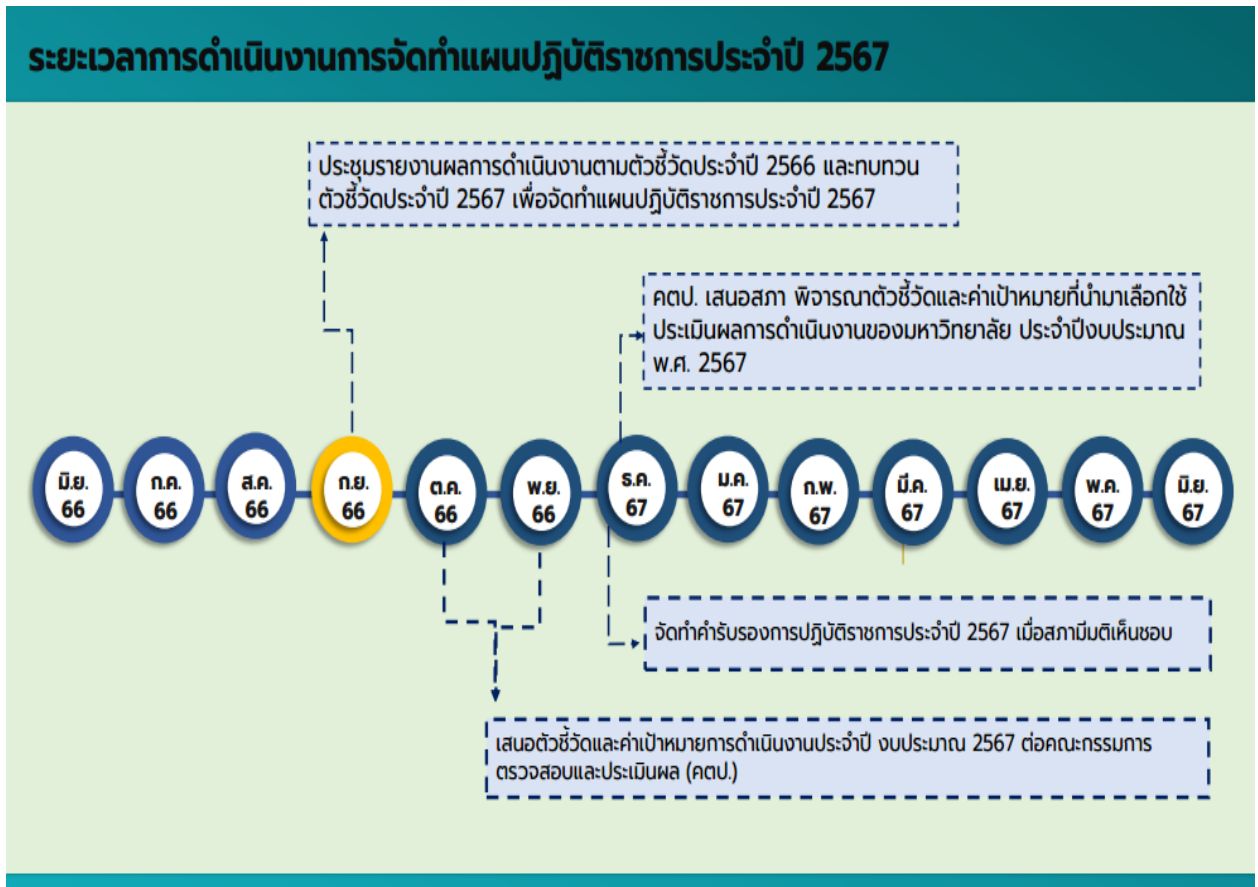 ระยะเวลาการดำเนินงานการจัดทำแผนปฏิบัติราชการประจำปี 2567
ประชุมรายงานผลการดำเนินงานตามตัวชี้วัดประจำปี 2566 และทบทวน
ตัวชี้วัดประจำปี 2567 เพื่อจัดทำแผนปฏิบัติราชการประจำปี 2567
คตป. เสนอสภา พิจารณาตัวชี้วัดและค่าเป้าหมายที่นำมาเลือกใช้
ประเมินผลการดำเนินงานของมหาวิทยาลัย ประจำปีงบประมาณ
พ.ศ. 2567
มิ.ย.
66
ก.ค.
66
ส.ค.
66
ก.ย.
66
ต.ค.
66
พ.ย.
66
ธ.ค.
67
ม.ค.
67
ก.พ.
67
มี.ค.
67
เม.ย.
67
พ.ค.
67
มิ.ย.
67
จัดทำคำรับรองการปฏิบัติราชการประจำปี 2567 เมื่อสภามีมติเห็นชอบ
เสนอตัวชี้วัดและค่าเป้าหมายการดำเนินงานประจำปี งบประมาณ 2567 ต่อคณะกรรมการ
ตรวจสอบและประเมินผล (คตป.)